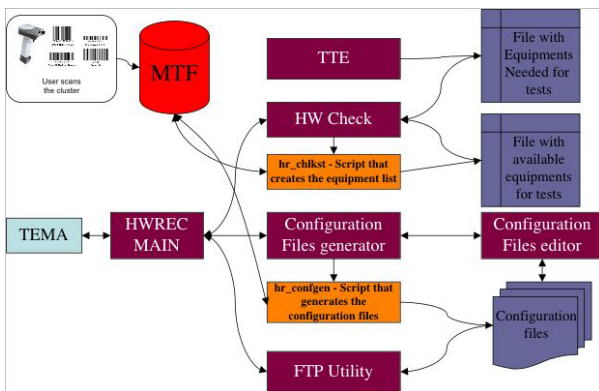 User scans
the cluster
MTF
TTE
File with
Equipments
Needed for
tests
HW Check
hr_chlkst - Script that
creates the equipment list
File with
available
equipments
for tests
TEMA
HWREC
MAIN
Configuration
Files generator
Configuration
Files editor
hr_confgen - Script that
generates the
configuration files
Configuration
files
FTP Utility